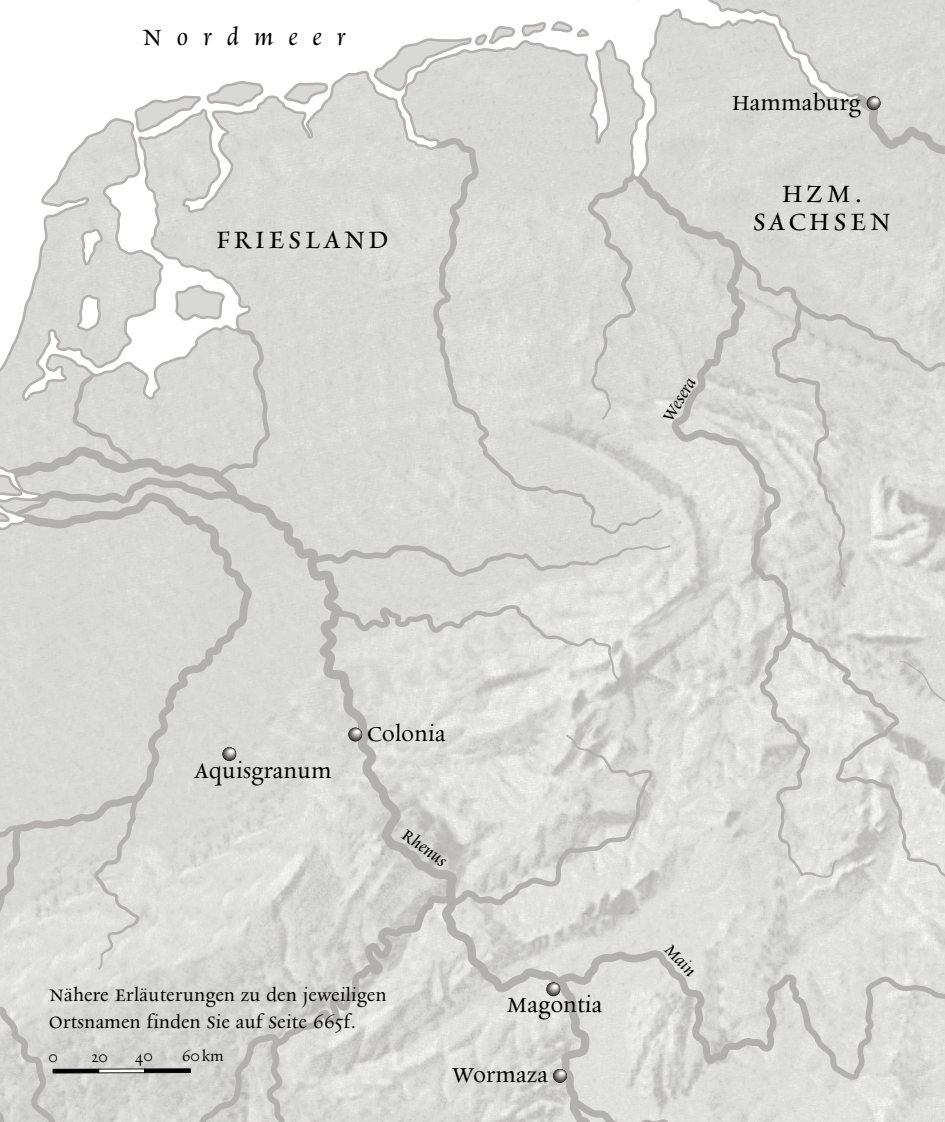 Nordmeer
Hammaburg
HZM.
SACHSEN
FRIESLAND
Wesera
Colonia
Aquisgranum
Rhenus
Main
Nähere Erläuterungen zu den jeweiligen
Ortsnamen finden Sie auf Seite 665f.
Magontia
0 20 40 60 km
Wormaza